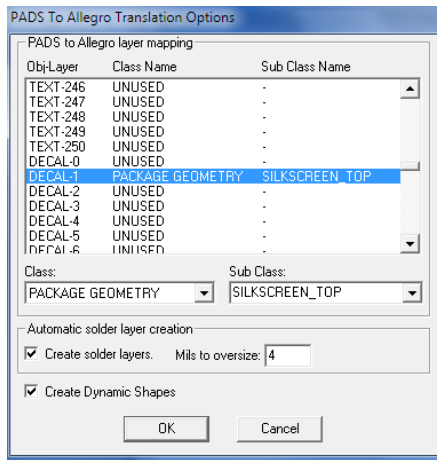 PADS To Allegro Translation Options
PADS to Allegro layer mapping
Obj-Layer Class Name Sub Class Name
TEXT-246 UNUSED -
TEXT-247 UNUSED -
TEXT-248 UNUSED -
TEXT-249 UNUSED -
TEXT-250 UNUSED -
DECAL-0 UNUSED -
DECAL-1 PACKAGE GEOMETRY SILKSCREEN_TOP
DECAL-2 UNUSED -
DECAL-3 UNUSED -
DECAL-4 UNUSED -
DECAL-5 UNUSED -
DECAL-6 UNUSED -
Class: Sub Class:
PACKAGE GEOMETRY SILKSCREEN_TOP
Automatic solder layer creation
Create solder layers. Mils to oversize: 4
Create Dynamic Shapes
OK Cancel